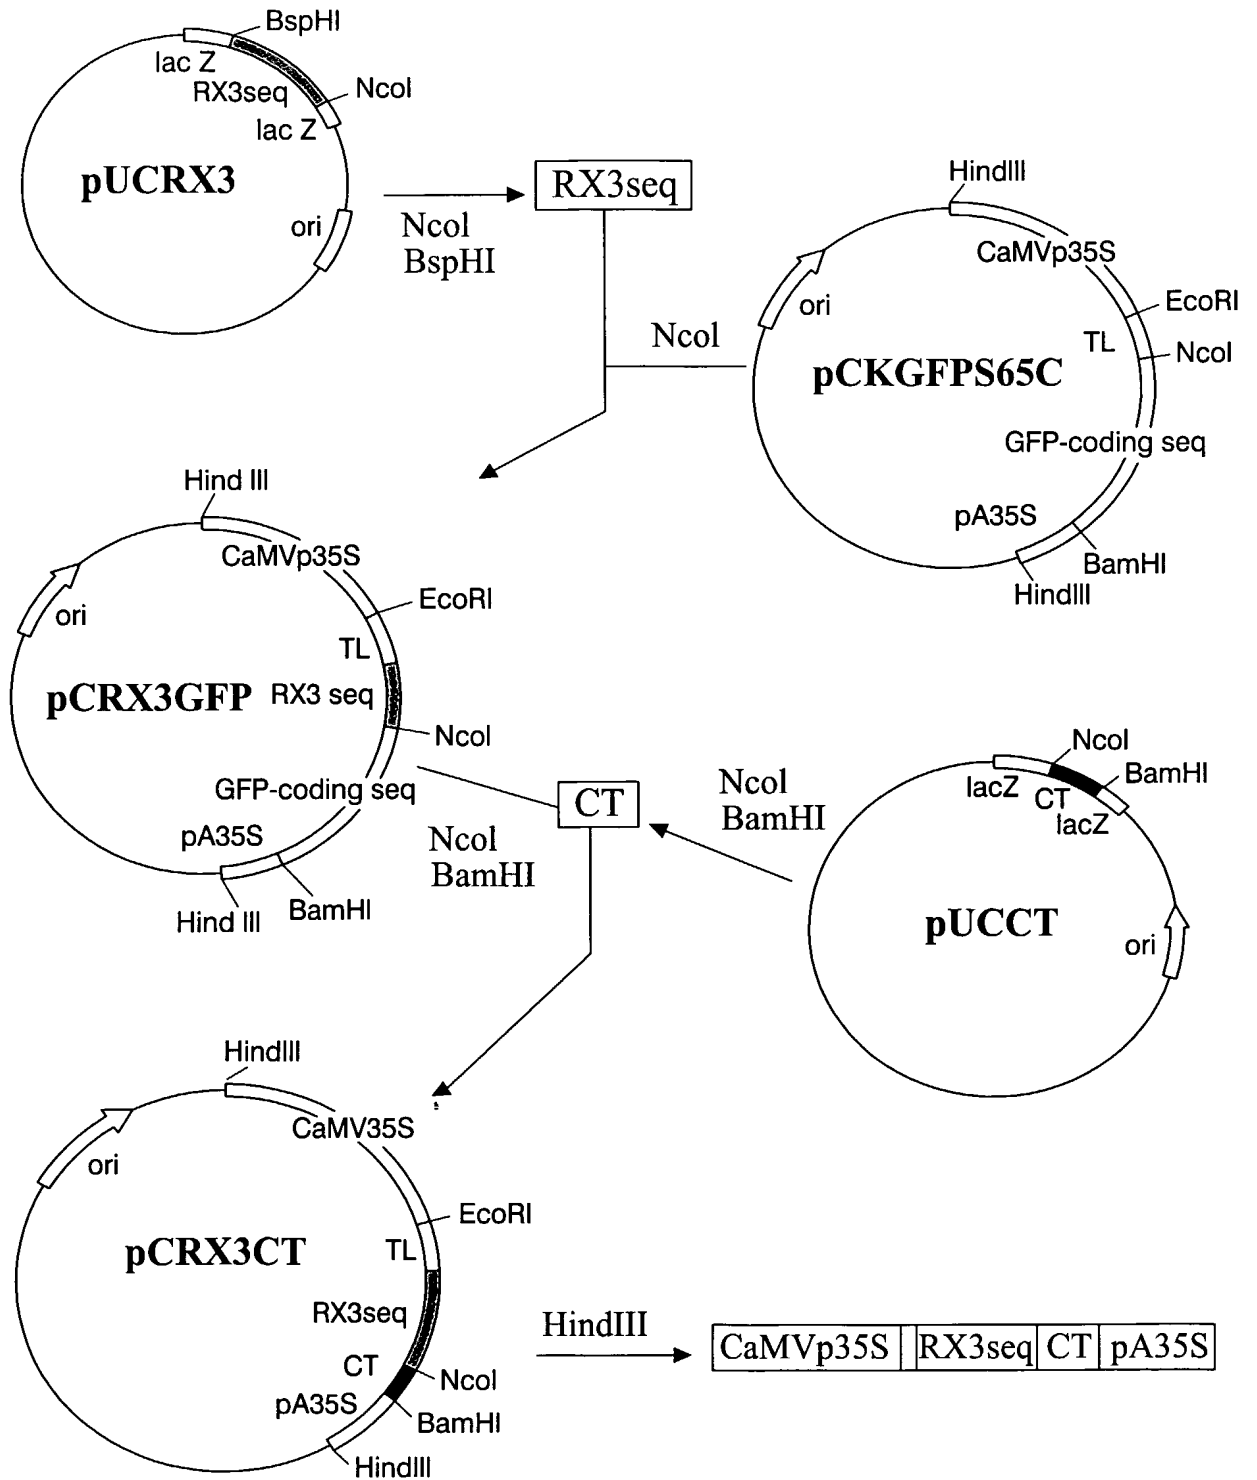 BspHI
lac Z
RX3seq
NcoI
lac Z
pUCRX3
ori
NcoI
BspHI
RX3seq
HindIII
CaMVp35S
ori
EcoRI
TL
NcoI
pCKGFPS65C
GFP-coding seq
pA35S
BamHI
HindIII
NcoI
Hind III
CaMVp35S
ori
EcoRI
TL
pCRX3GFP
RX3 seq
NcoI
GFP-coding seq
pA35S
BamHI
Hind III
NcoI
BamHI
CT
NcoI
BamHI
NcoI
BamHI
lacZ
CT
lacZ
pUCCT
ori
HindIII
CaMV35S
ori
EcoRI
TL
pCRX3CT
RX3seq
CT
NcoI
pA35S
BamHI
HindIII
HindIII
CaMVp35S RX3seq CT pA35S